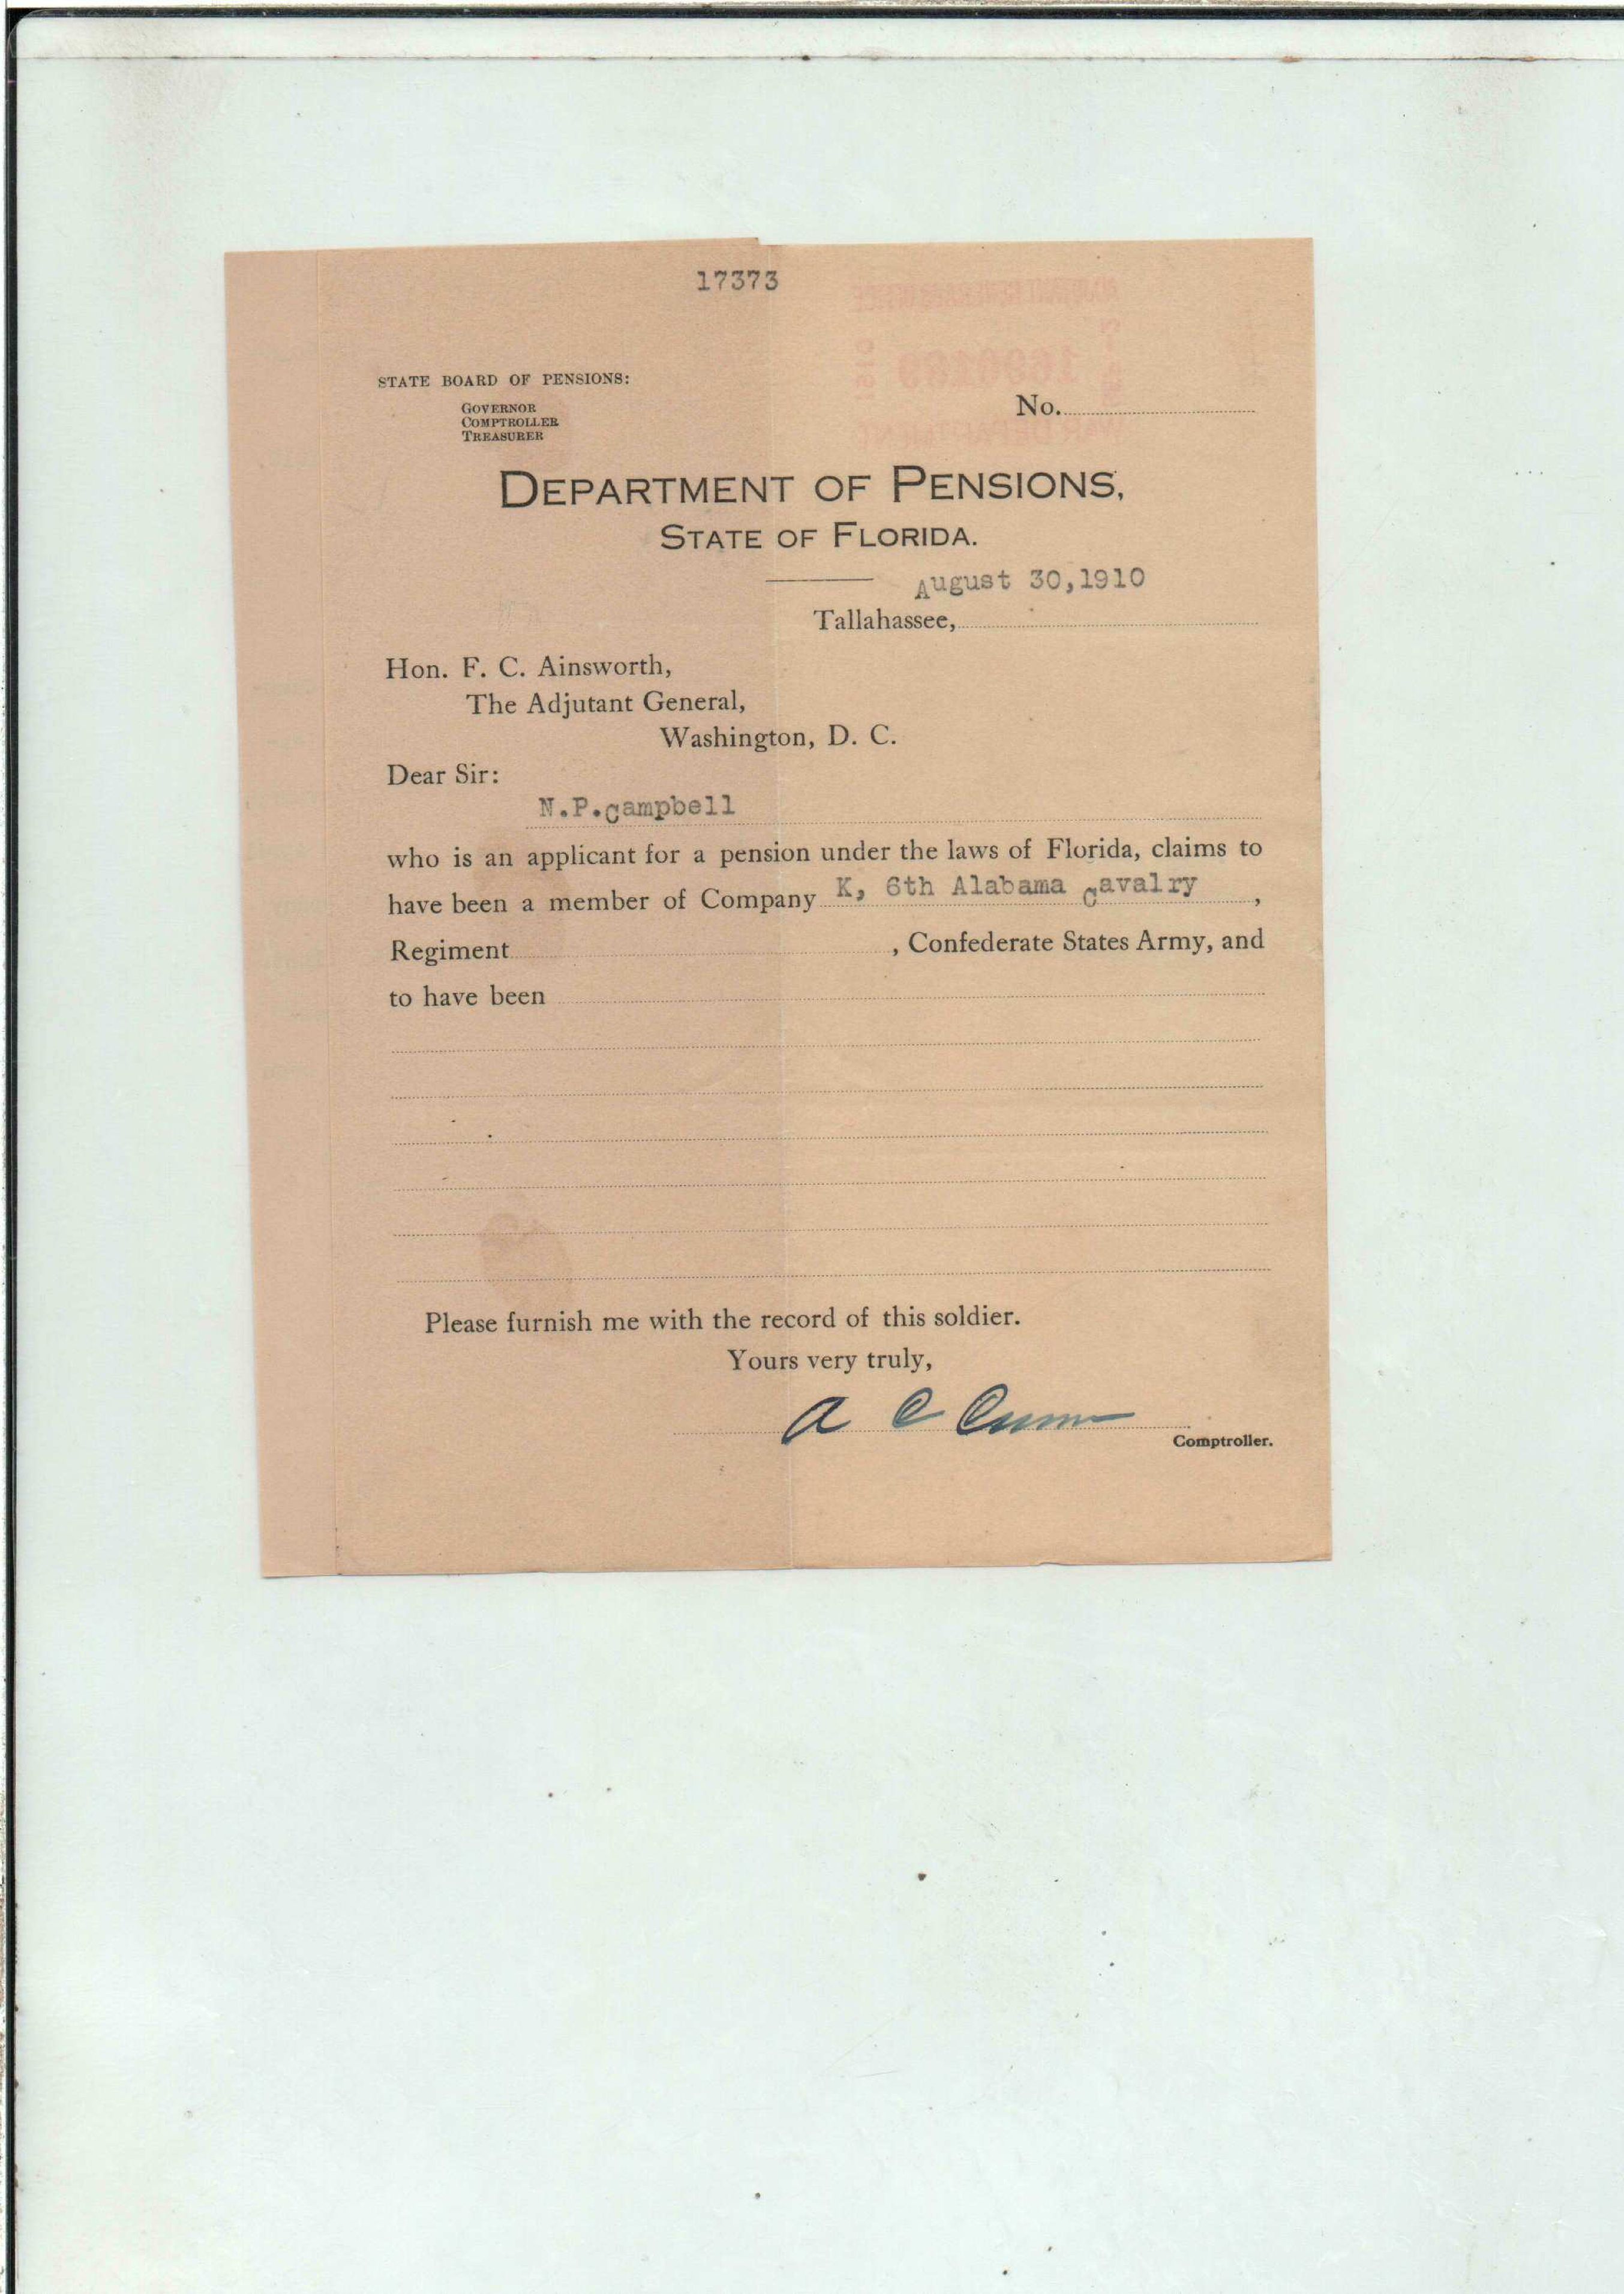 17373
STATE BOARD OF PENSIONS:
GOVERNOR
COMPTROLLER
TREASURER
No.
DEPARTMENT OF PENSIONS,
STATE OF FLORIDA.
August 30,1910
Tallahassee,
Hon. F. C. Ainsworth,
The Adjutant General,
Washington, D. C.
Dear Sir:
N.P.Campbell
who is an applicant for a pension under the laws of Florida, claims to
have been a member of Company K, 6th Alabama Cavalry ,
Regiment , Confederate States Army, and
to have been
Please furnish me with the record of this soldier.
Yours very truly,
A C
Comptroller.